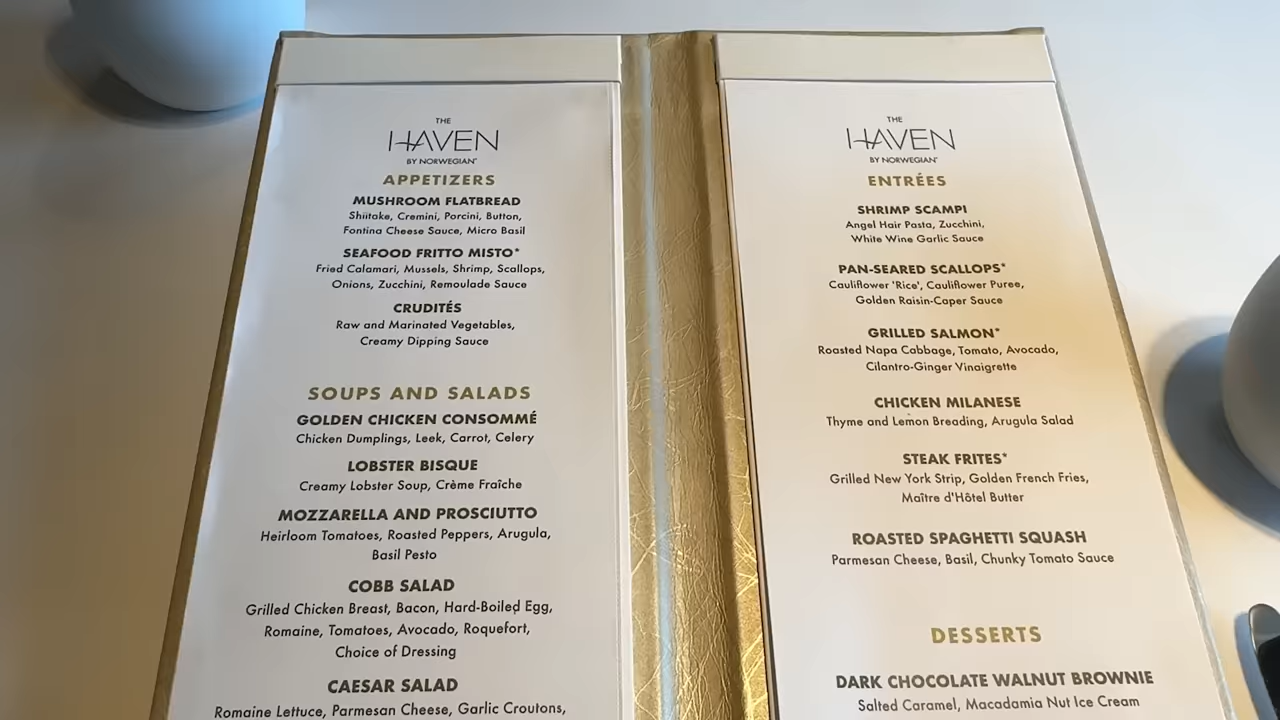 THE
HAVEN
BY NORWEGIAN®
APPETIZERS
MUSHROOM FLATBREAD
Shiitake, Cremini, Porcini, Button,
Fontina Cheese Sauce, Micro Basil
SEAFOOD FRITTO MISTO*
Fried Calamari, Mussels, Shrimp, Scallops,
Onions, Zucchini, Remoulade Sauce
CRUDITÉS
Raw and Marinated Vegetables,
Creamy Dipping Sauce
SOUPS AND SALADS
GOLDEN CHICKEN CONSOMMÉ
Chicken Dumplings, Leek, Carrot, Celery
LOBSTER BISQUE
Creamy Lobster Soup, Crème Fraîche
MOZZARELLA AND PROSCIUTTO
Heirloom Tomatoes, Roasted Peppers, Arugula,
Basil Pesto
COBB SALAD
Grilled Chicken Breast, Bacon, Hard-Boiled Egg,
Romaine, Tomatoes, Avocado, Roquefort,
Choice of Dressing
CAESAR SALAD
Romaine Lettuce, Parmesan Cheese, Garlic Croutons,
THE
HAVEN
BY NORWEGIAN®
ENTRÉES
SHRIMP SCAMPI
Angel Hair Pasta, Zucchini,
White Wine Garlic Sauce
PAN-SEARED SCALLOPS*
Cauliflower 'Rice', Cauliflower Puree,
Golden Raisin-Caper Sauce
GRILLED SALMON*
Roasted Napa Cabbage, Tomato, Avocado,
Cilantro-Ginger Vinaigrette
CHICKEN MILANESE
Thyme and Lemon Breading, Arugula Salad
STEAK FRITES*
Grilled New York Strip, Golden French Fries,
Maître d'Hôtel Butter
ROASTED SPAGHETTI SQUASH
Parmesan Cheese, Basil, Chunky Tomato Sauce
DESSERTS
DARK CHOCOLATE WALNUT BROWNIE
Salted Caramel, Macadamia Nut Ice Cream